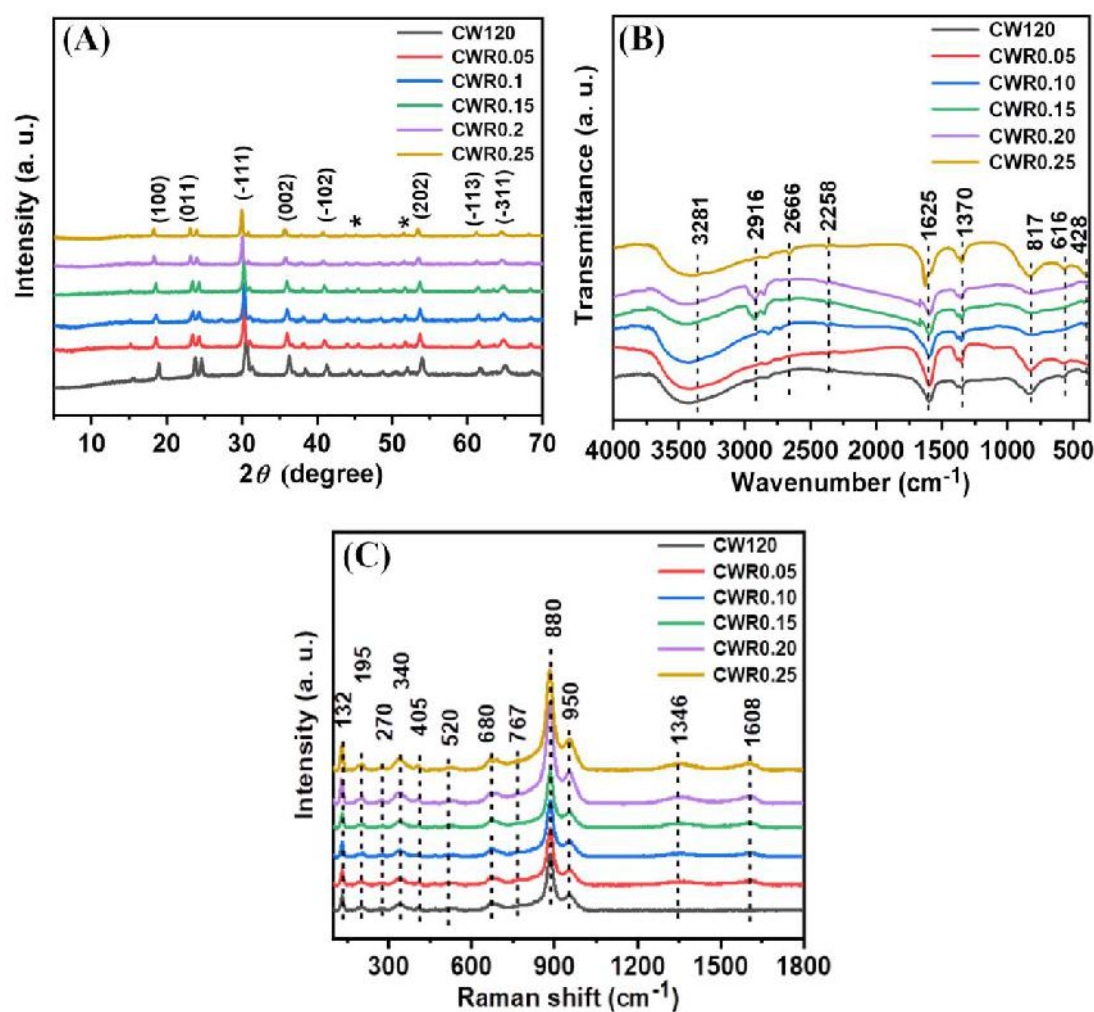 (A)
CW120
CWR0.05
CWR0.1
CWR0.15
CWR0.2
CWR0.25
(100)
(011)
(-111)
(002)
(-102)
*
*
(202)
(-113)
(-311)
Intensity (a. u.)
10 20 30 40 50 60 70
2θ (degree)
(B)
CW120
CWR0.05
CWR0.10
CWR0.15
CWR0.20
CWR0.25
3281
2916
2666
2258
1625
1370
817
616
428
Transmittance (a. u.)
4000 3500 3000 2500 2000 1500 1000 500
Wavenumber (cm-1)
(C)
CW120
CWR0.05
CWR0.10
CWR0.15
CWR0.20
CWR0.25
132
195
270
340
405
520
680
767
880
950
1346
1608
Intensity (a. u.)
300 600 900 1200 1500 1800
Raman shift (cm-1)